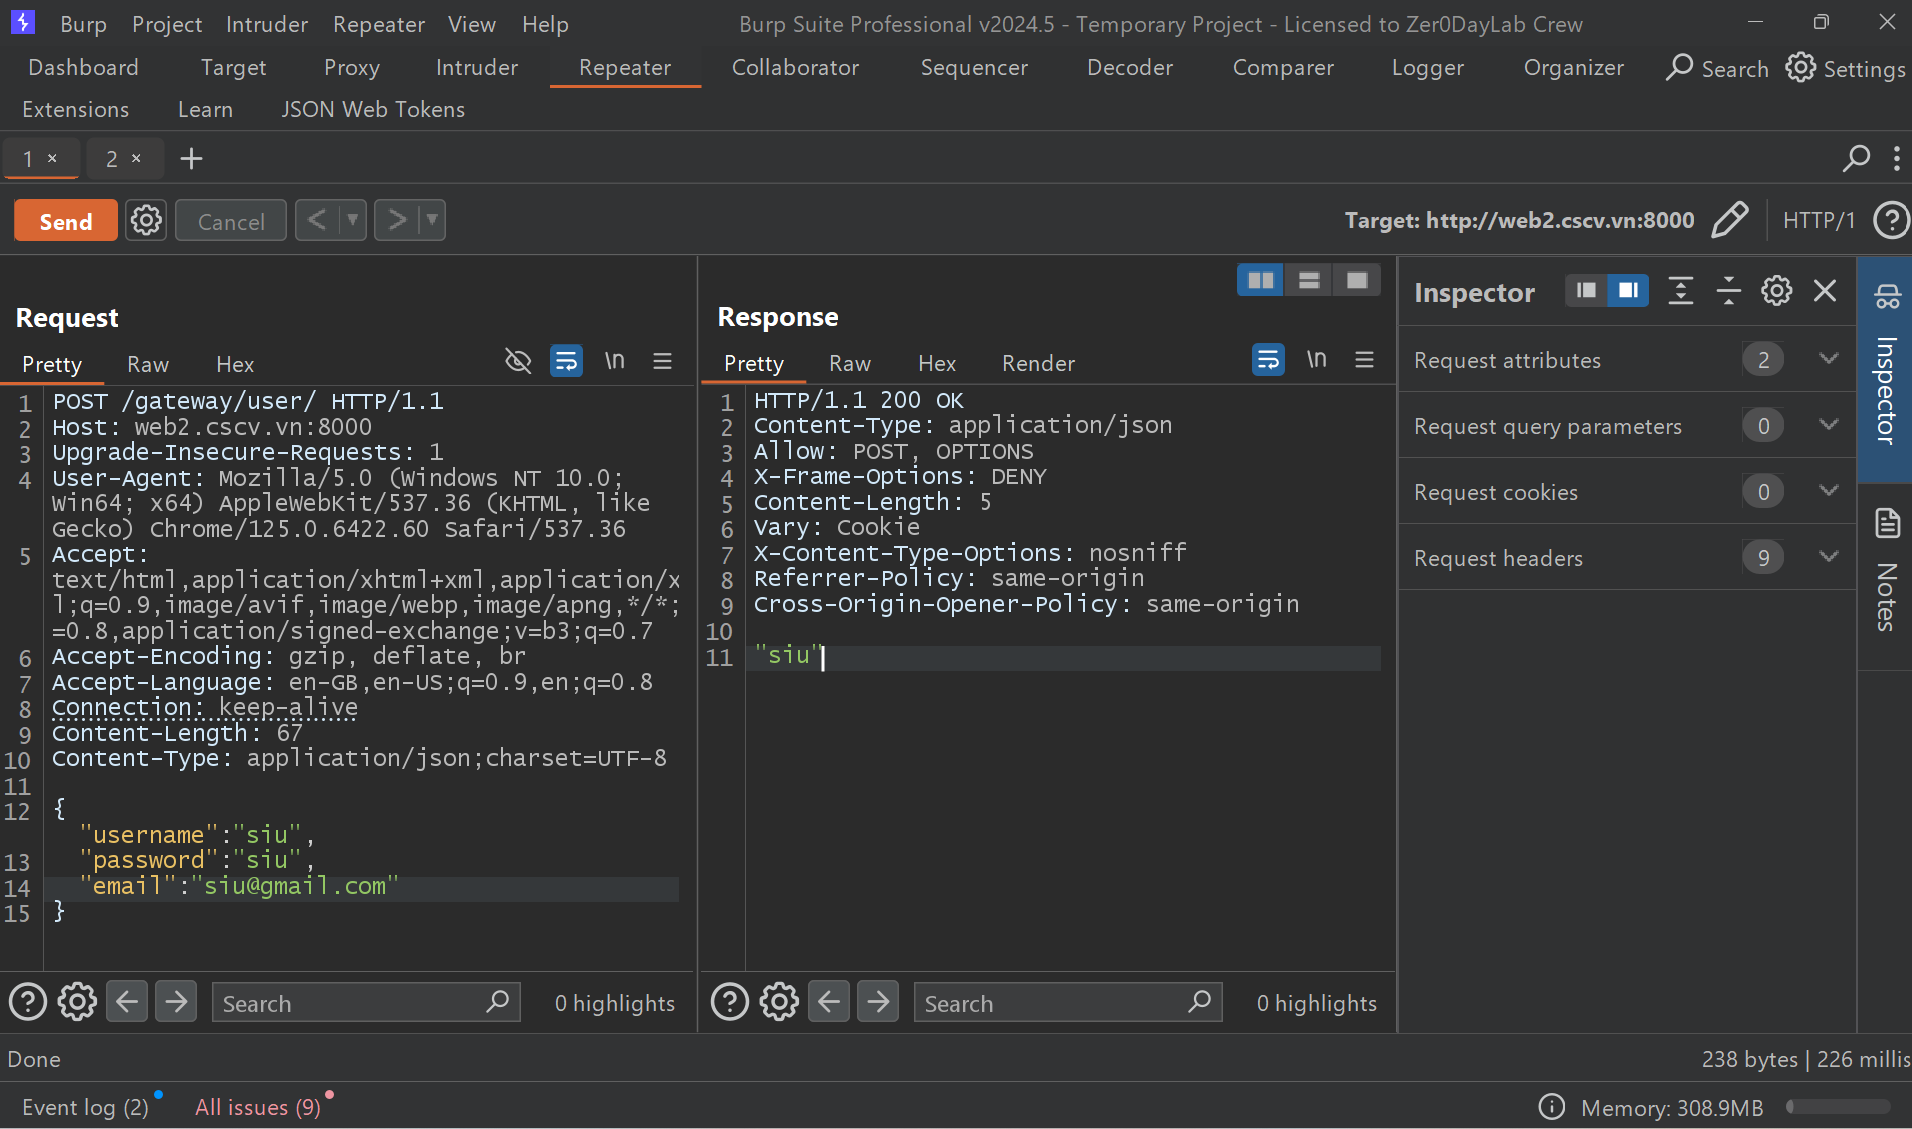 Burp Project Intruder Repeater View Help Burp Suite Professional v2024.5 - Temporary Project - Licensed to Zer0DayLab Crew
Dashboard Target Proxy Intruder Repeater Collaborator Sequencer Decoder Comparer Logger Organizer Search Settings
Extensions Learn JSON Web Tokens
1 × 2 × +
Send Cancel < > Target: http://web2.cscv.vn:8000 HTTP/1 ?
Request
Pretty Raw Hex \n
1 POST /gateway/user/ HTTP/1.1
2 Host: web2.cscv.vn:8000
3 Upgrade-Insecure-Requests: 1
4 User-Agent: Mozilla/5.0 (Windows NT 10.0;
Win64; x64) AppleWebKit/537.36 (KHTML, like
Gecko) Chrome/125.0.6422.60 Safari/537.36
5 Accept:
text/html,application/xhtml+xml,application/x
l;q=0.9,image/avif,image/webp,image/apng,*/*;
=0.8,application/signed-exchange;v=b3;q=0.7
6 Accept-Encoding: gzip, deflate, br
7 Accept-Language: en-GB,en-US;q=0.9,en;q=0.8
8 Connection: keep-alive
9 Content-Length: 67
10 Content-Type: application/json;charset=UTF-8
11
12 {
"username":"siu",
13 "password":"siu",
14 "email":"siu@gmail.com"
15 }
? Search 0 highlights
Response
Pretty Raw Hex Render \n
1 HTTP/1.1 200 OK
2 Content-Type: application/json
3 Allow: POST, OPTIONS
4 X-Frame-Options: DENY
5 Content-Length: 5
6 Vary: Cookie
7 X-Content-Type-Options: nosniff
8 Referrer-Policy: same-origin
9 Cross-Origin-Opener-Policy: same-origin
10
11 "siu"
? Search 0 highlights
Inspector
Request attributes 2
Request query parameters 0
Request cookies 0
Request headers 9
Inspector
Notes
Done 238 bytes | 226 millis
Event log (2) All issues (9) Memory: 308.9MB